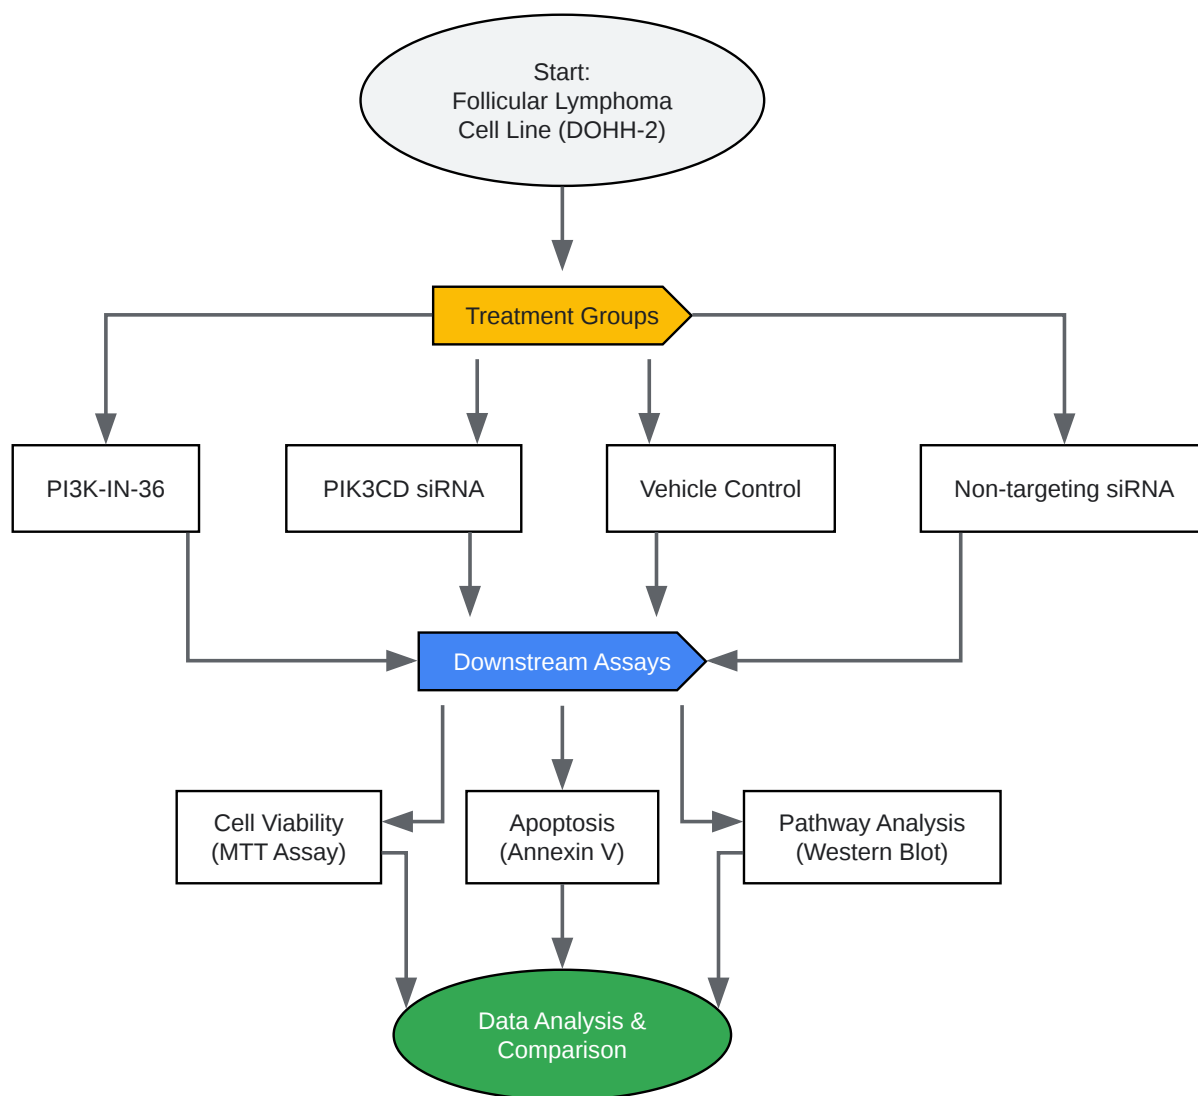 Start:
Follicular Lymphoma
Cell Line (DOHH-2)
Treatment Groups
PI3K-IN-36
PIK3CD siRNA
Vehicle Control
Non-targeting siRNA
Downstream Assays
Cell Viability
(MTT Assay)
Apoptosis
(Annexin V)
Pathway Analysis
(Western Blot)
Data Analysis &
Comparison